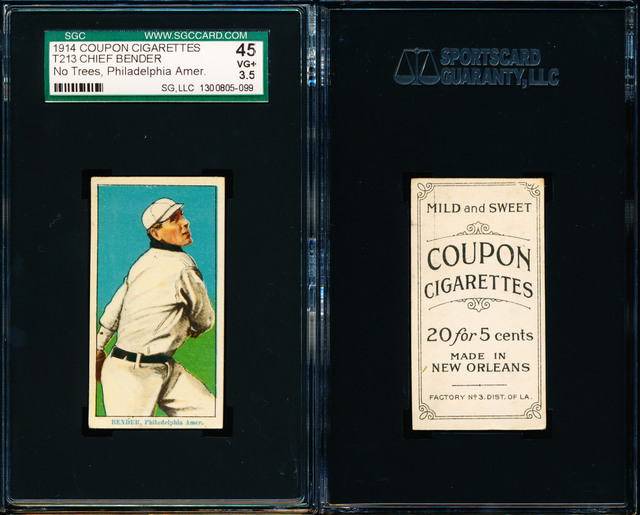 SGC WWW.SGCCARD.COM
1914 COUPON CIGARETTES 45
T213 CHIEF BENDER VG+
No Trees, Philadelphia Amer. 3.5
SG,LLC 1300805-099
BENDER, Philadelphia Amer.
SPORTSCARD
GUARANTY, LLC
MILD and SWEET
COUPON
CIGARETTES
20 for 5 cents
MADE IN
NEW ORLEANS
FACTORY Nº 3. DIST. OF LA.